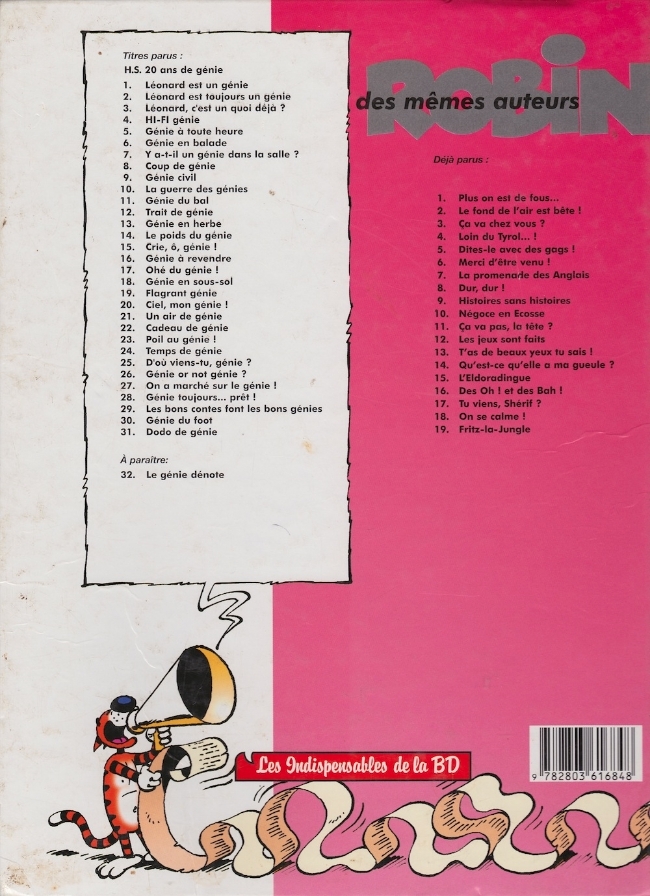 Titres parus :
H.S. 20 ans de génie
1. Léonard est un génie
2. Léonard est toujours un génie
3. Léonard, c'est un quoi déjà ?
4. HI-FI génie
5. Génie à toute heure
6. Génie en balade
7. Y a-t-il un génie dans la salle ?
8. Coup de génie
9. Génie civil
10. La guerre des génies
11. Génie du bal
12. Trait de génie
13. Génie en herbe
14. Le poids du génie
15. Crie, ô, génie !
16. Génie à revendre
17. Ohé du génie !
18. Génie en sous-sol
19. Flagrant génie
20. Ciel, mon génie !
21. Un air de génie
22. Cadeau de génie
23. Poil au génie !
24. Temps de génie
25. D'où viens-tu, génie ?
26. Génie or not génie ?
27. On a marché sur le génie !
28. Génie toujours... prêt !
29. Les bons contes font les bons génies
30. Génie du foot
31. Dodo de génie
À paraître:
32. Le génie dénote
ROBIN
des mêmes auteurs
Déjà parus :
1. Plus on est de fous...
2. Le fond de l'air est bête !
3. Ça va chez vous ?
4. Loin du Tyrol... !
5. Dites-le avec des gags !
6. Merci d'être venu !
7. La promenade des Anglais
8. Dur, dur !
9. Histoires sans histoires
10. Négoce en Ecosse
11. Ça va pas, la tête ?
12. Les jeux sont faits
13. T'as de beaux yeux tu sais !
14. Qu'est-ce qu'elle a ma gueule ?
15. L'Eldoradingue
16. Des Oh ! et des Bah !
17. Tu viens, Shérif ?
18. On se calme !
19. Fritz-la-Jungle
Les Indispensables de la BD
9 782803 616848